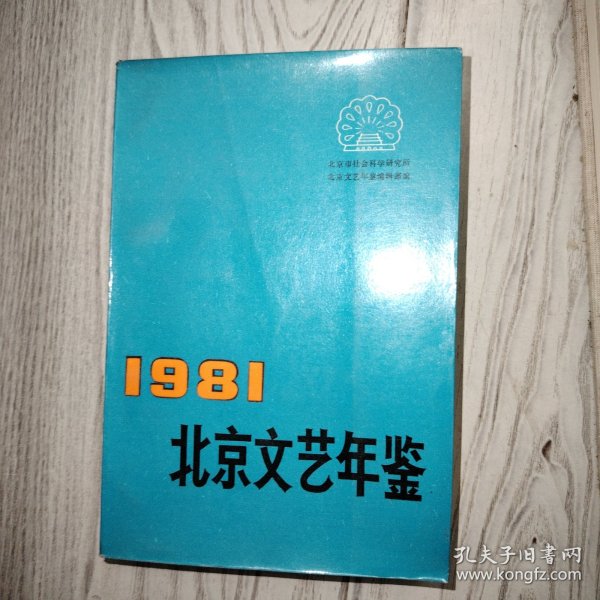 北京市社会科学研究所
北京文艺年鉴编辑部编
1981
北京文艺年鉴
孔夫子旧书网
www.kongfz.com